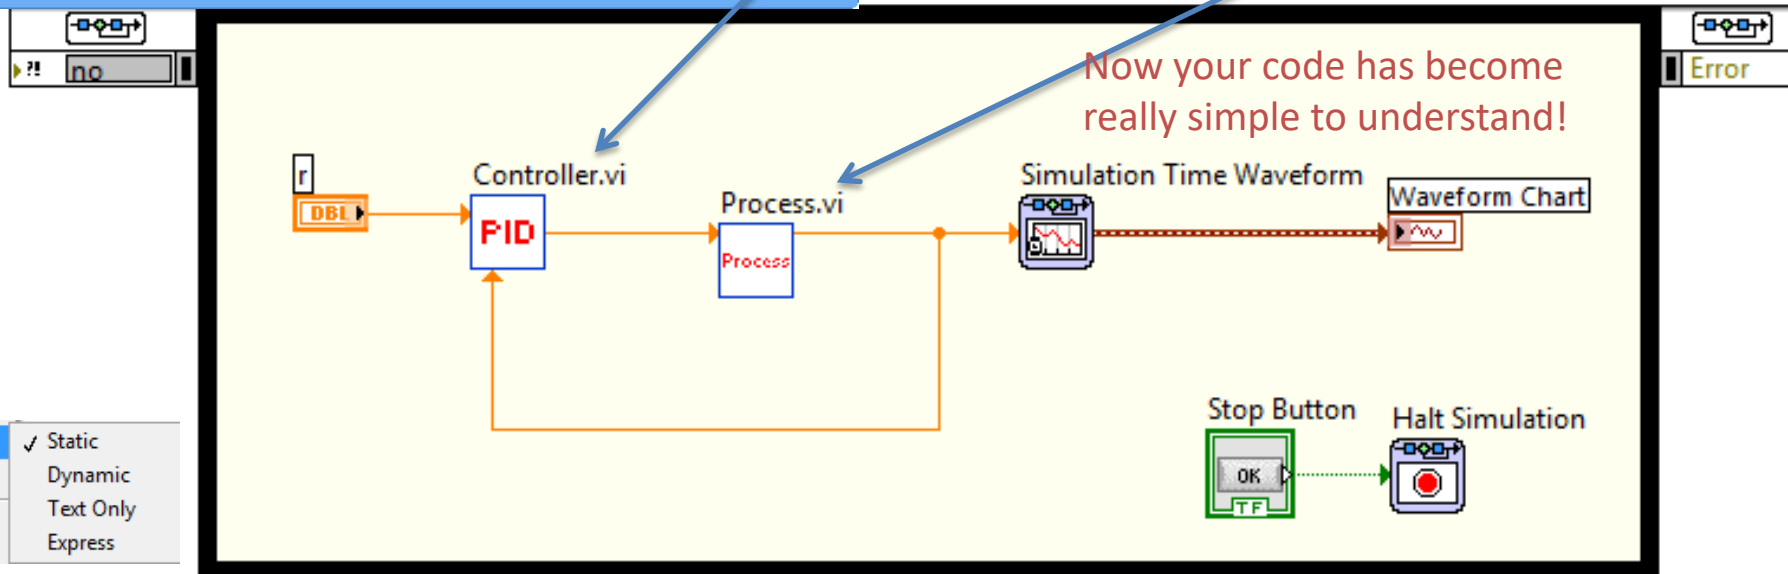 ?! no
Error
Now your code has become
really simple to understand!
r
DBL
Controller.vi
PID
Process.vi
Process
Simulation Time Waveform
Waveform Chart
Stop Button
OK
TF
Halt Simulation
✓ Static
Dynamic
Text Only
Express